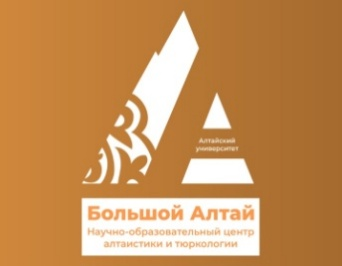 Алтайский
университет
Большой Алтай
Научно-образовательный центр
алтаистики и тюркологии